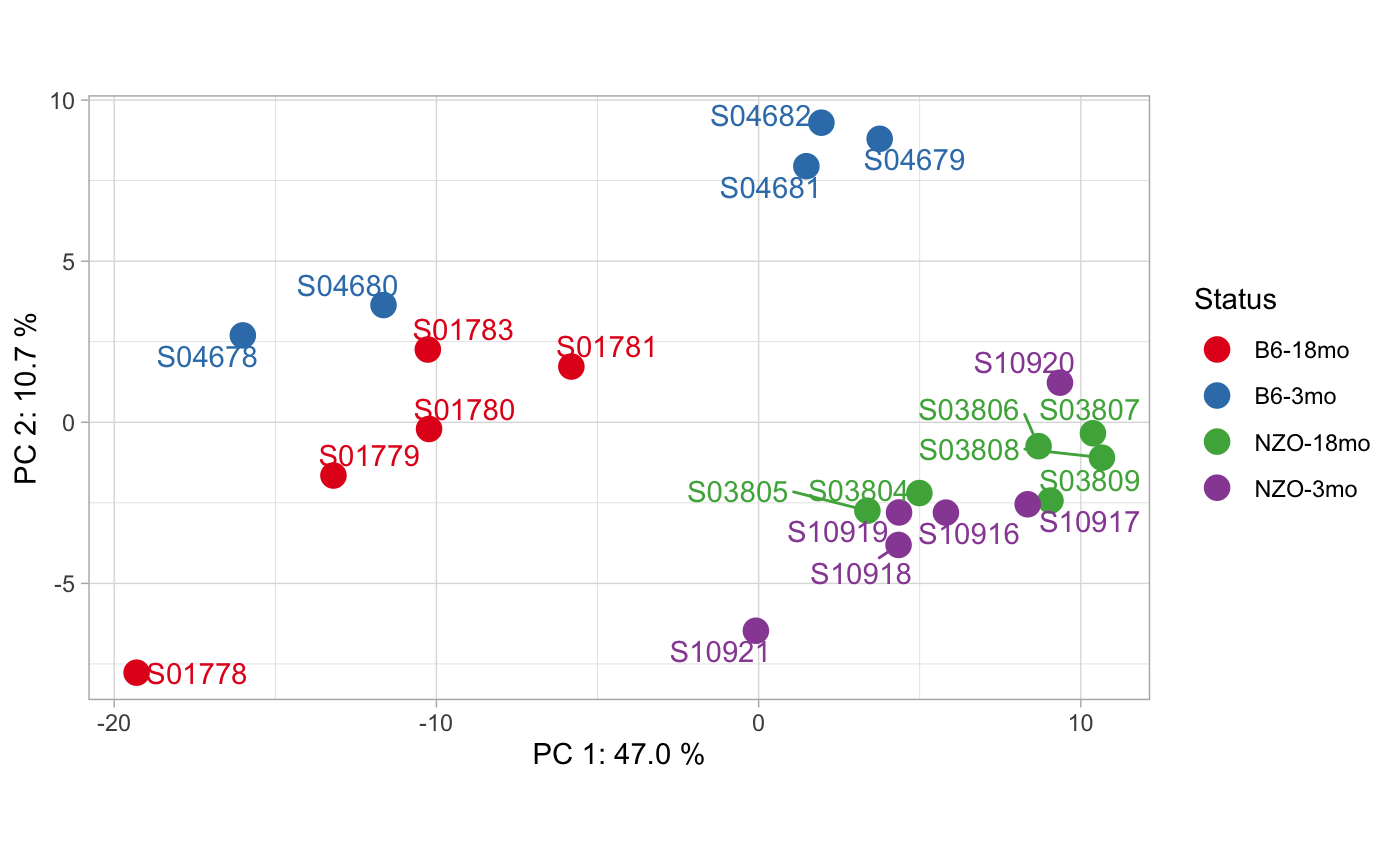 10
5
0
-5
PC 2: 10.7 %
S04682
S04679
S04681
S04680
S04678
S01783
S01781
S01780
S01779
S01778
S10920
S03806
S03807
S03808
S03809
S03805
S03804
S10919
S10916
S10917
S10918
S10921
-20
-10
0
10
PC 1: 47.0 %
Status
B6-18mo
B6-3mo
NZO-18mo
NZO-3mo